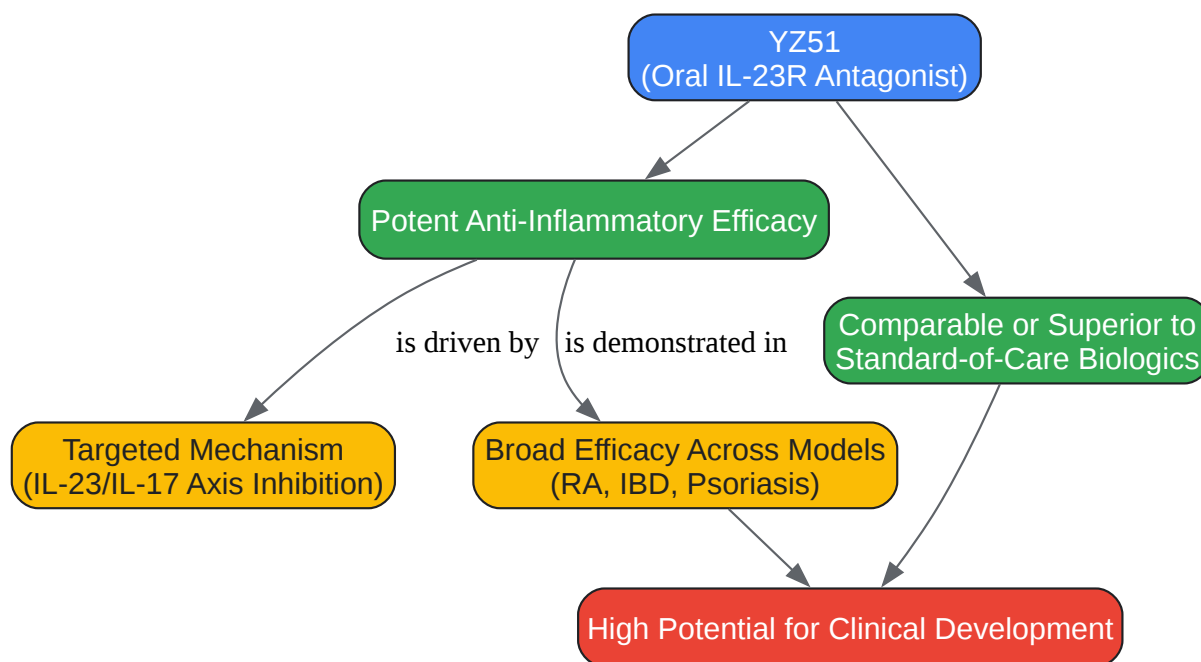 YZ51
(Oral IL-23R Antagonist)
Potent Anti-Inflammatory Efficacy
is driven by
is demonstrated in
Comparable or Superior to
Standard-of-Care Biologics
Targeted Mechanism
(IL-23/IL-17 Axis Inhibition)
Broad Efficacy Across Models
(RA, IBD, Psoriasis)
High Potential for Clinical Development